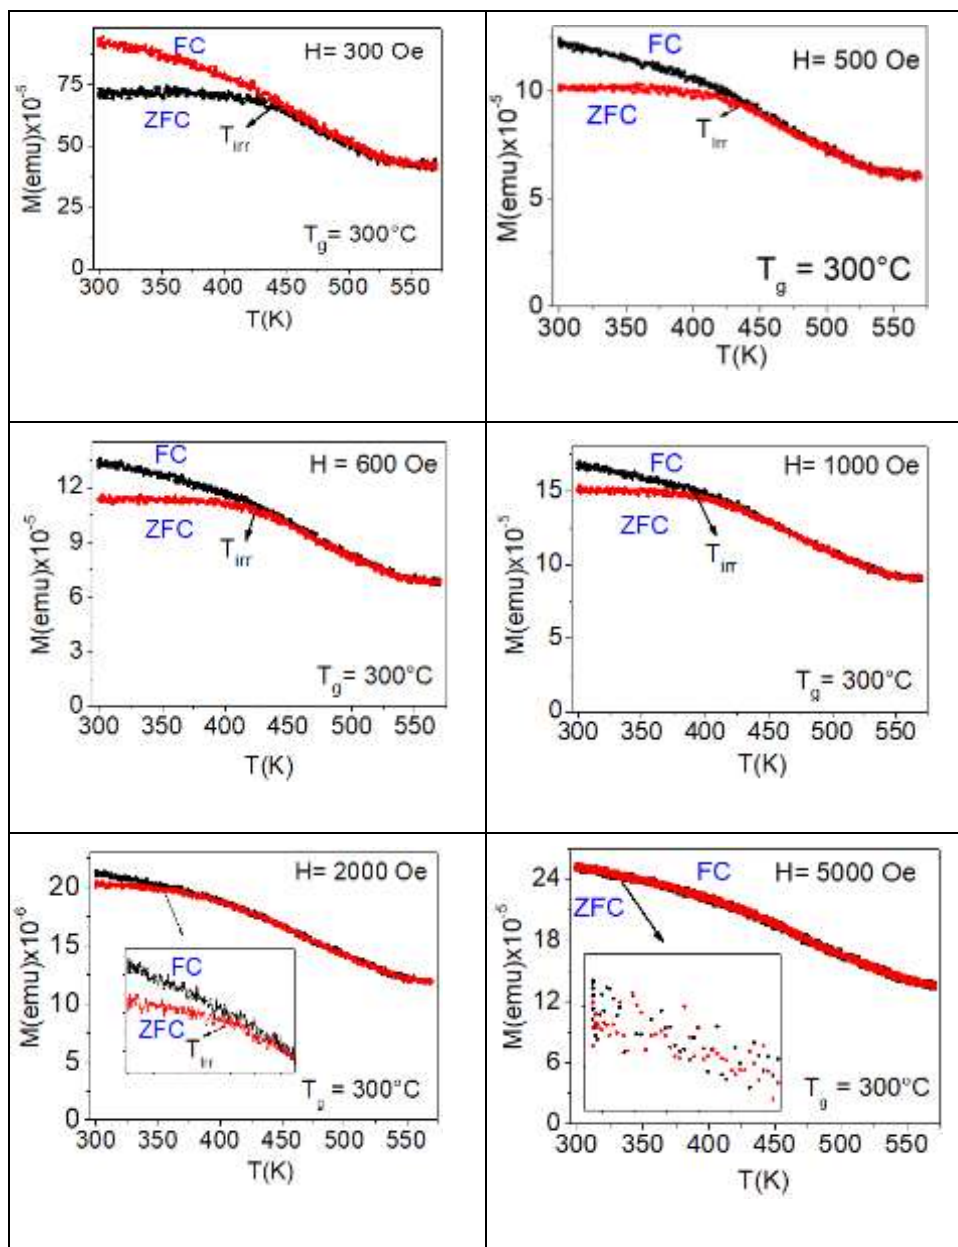 FC
H= 300 Oe
ZFC
T_irr
T_g= 300°C
M(emu)x10^-5
75
50
25
0
300 350 400 450 500 550
T(K)
FC
H= 500 Oe
ZFC
T_irr
T_g = 300°C
M(emu)x10^-5
10
5
0
300 350 400 450 500 550
T(K)
FC
H = 600 Oe
ZFC
T_irr
T_g= 300°C
M(emu)x10^-5
12
9
6
3
0
300 350 400 450 500 550
T(K)
FC
H= 1000 Oe
ZFC
T_irr
T_g= 300°C
M(emu)x10^-5
15
10
5
0
300 350 400 450 500 550
T(K)
H= 2000 Oe
FC
ZFC
T_irr
T_g = 300°C
M(emu)x10^-6
20
15
10
5
0
300 350 400 450 500 550
T(K)
FC
H= 5000 Oe
ZFC
T_g = 300°C
M(emu)x10^-5
24
18
12
6
0
300 350 400 450 500 550
T(K)